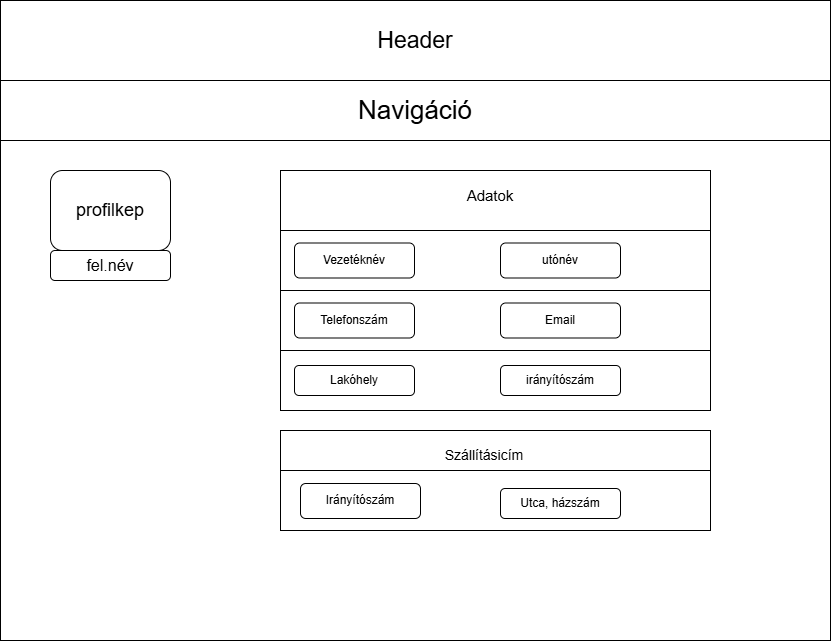 Header
Navigáció
profilkep
fel.név
Adatok
Vezetéknév
utónév
Telefonszám
Email
Lakóhely
irányítószám
Szállításicím
Irányítószám
Utca, házszám